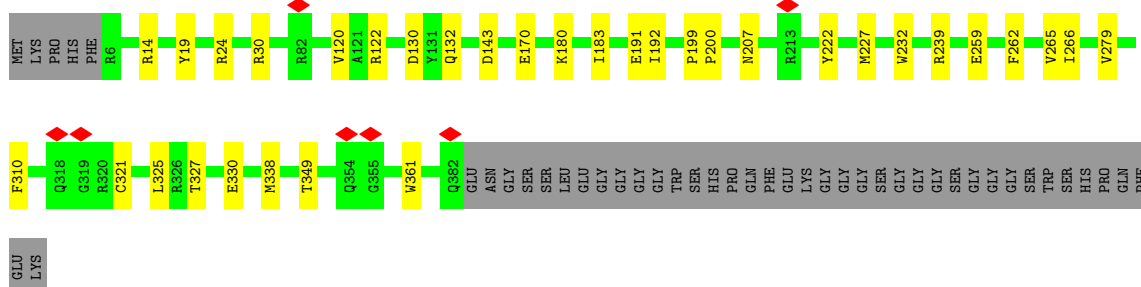 MET LYS PRO HIS PHE R6 R14 Y19 R24 R30 R82 V120 A121 R122 D130 Y131 Q132 D143 E170 K180 I183 E191 I192 P199 P200 N207 R213 Y222 M227 W232 R239 E259 F262 V265 I266 V279
F310 Q318 G319 R320 C321 L325 R326 T327 E330 M338 T349 Q354 G355 W361 Q382 GLU ASN GLY SER SER LEU GLU GLY GLY GLY GLY TRP SER HIS PRO GLN PHE GLU LYS GLY GLY GLY SER GLY GLY GLY SER GLY GLY GLY SER TRP SER HIS PRO GLN PHE
GLU LYS